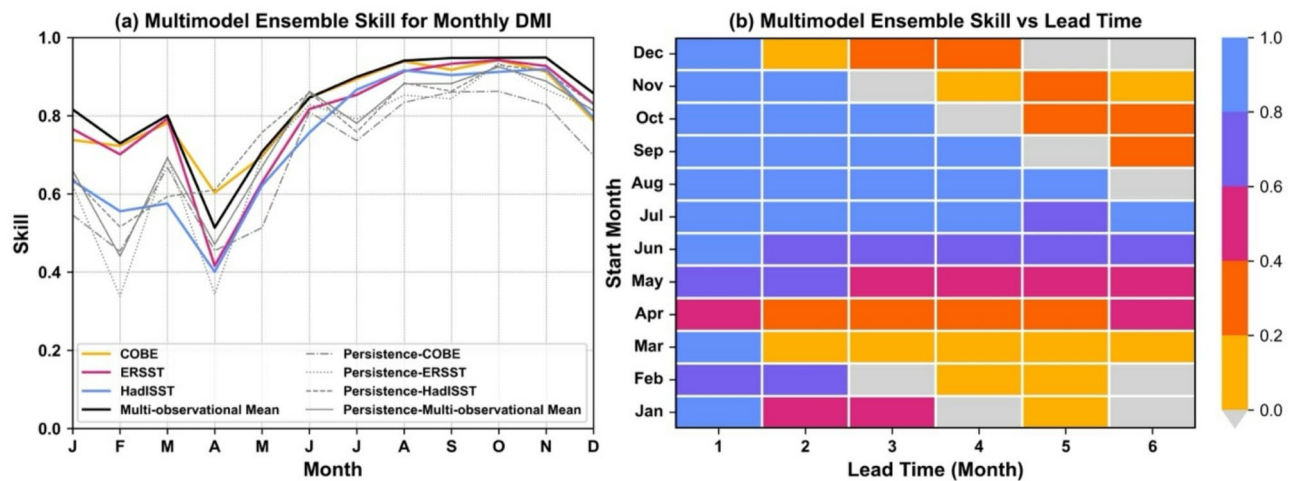 (a) Multimodel Ensemble Skill for Monthly DMI
1.0
0.8
0.6
0.4
0.2
0.0
Skill
COBE
ERSST
HadISST
Multi-observational Mean
Persistence-COBE
Persistence-ERSST
Persistence-HadISST
Persistence-Multi-observational Mean
J F M A M J J A S O N D
Month
(b) Multimodel Ensemble Skill vs Lead Time
Start Month
Dec
Nov
Oct
Sep
Aug
Jul
Jun
May
Apr
Mar
Feb
Jan
1 2 3 4 5 6
Lead Time (Month)
1.0
0.8
0.6
0.4
0.2
0.0